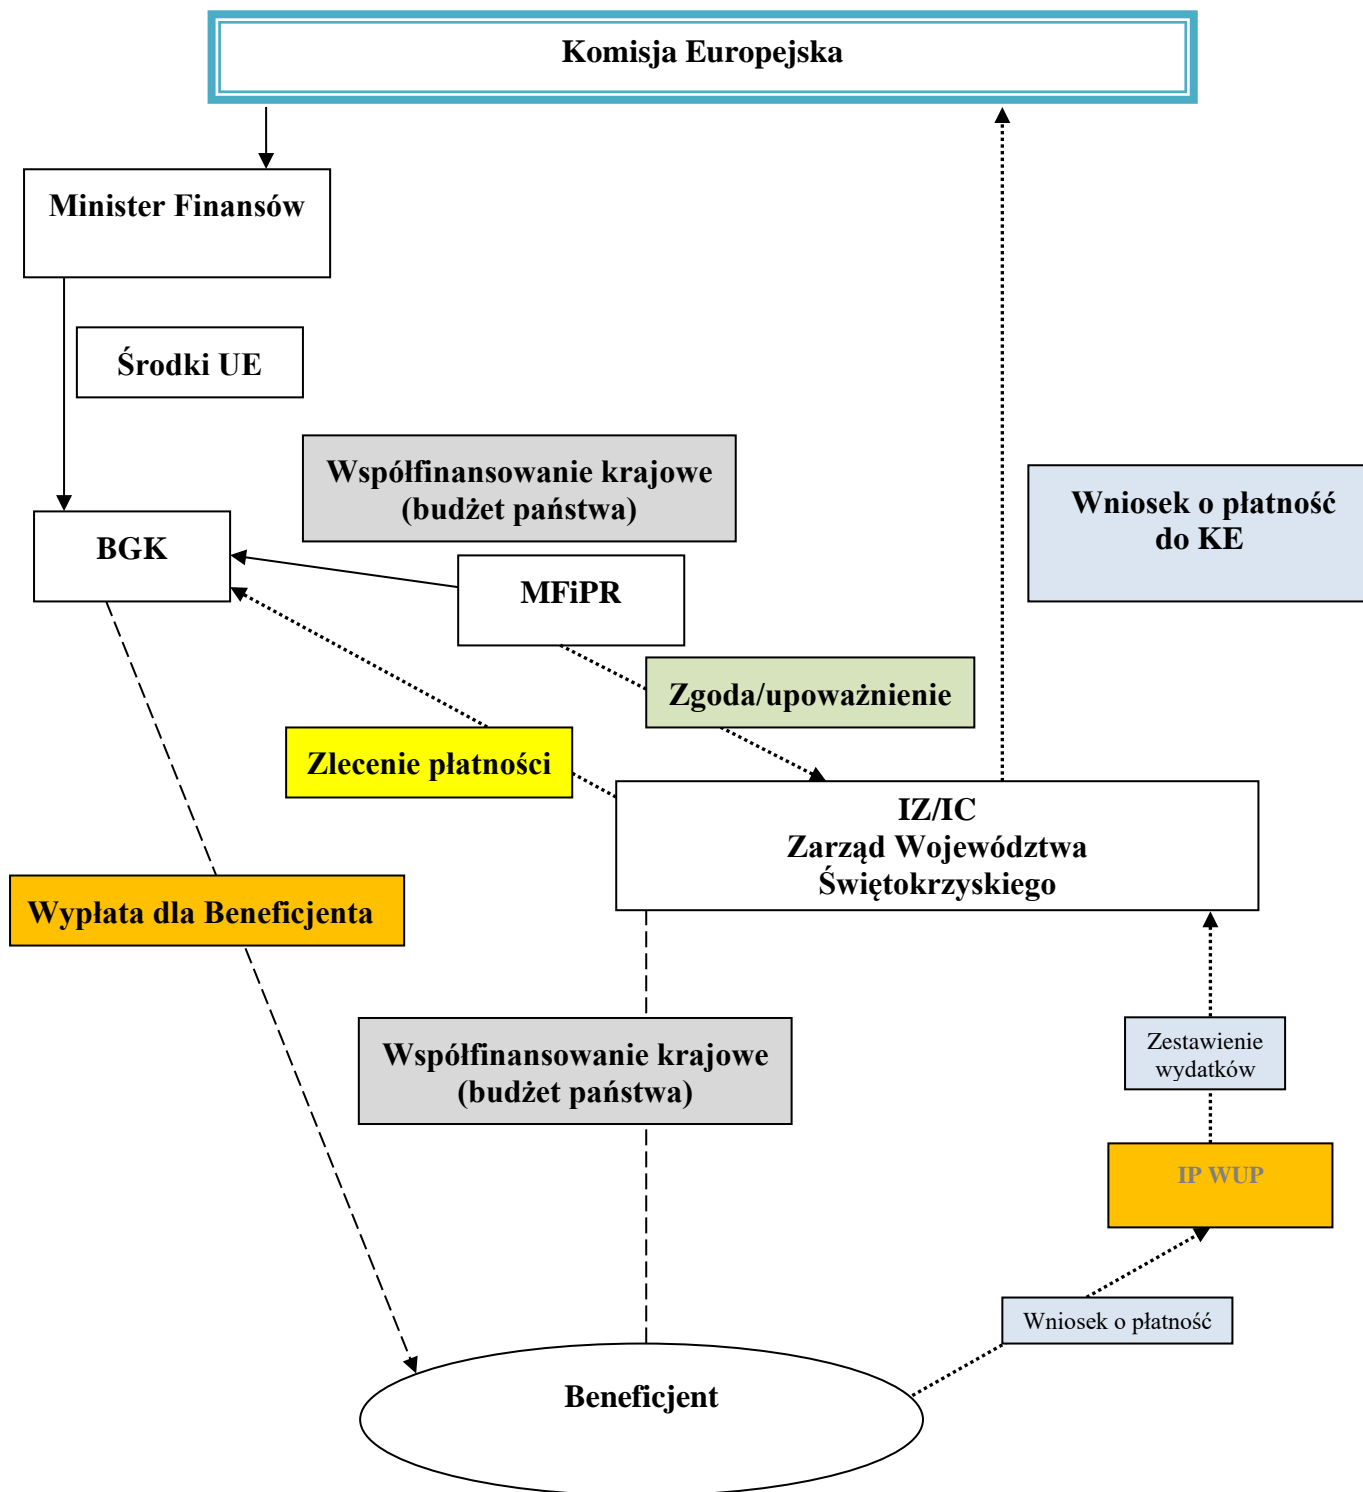 Komisja Europejska
Minister Finansów
Środki UE
Współfinansowanie krajowe
(budżet państwa)
Wniosek o płatność
do KE
BGK
MFiPR
Zgoda/upoważnienie
Zlecenie płatności
IZ/IC
Zarząd Województwa
Świętokrzyskiego
Wypłata dla Beneficjenta
Współfinansowanie krajowe
(budżet państwa)
Zestawienie
wydatków
IP WUP
Wniosek o płatność
Beneficjent